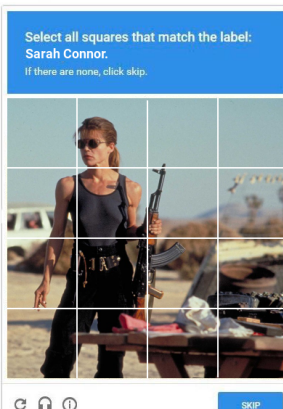 Select all squares that match the label:
Sarah Connor.
If there are none, click skip.
SKIP